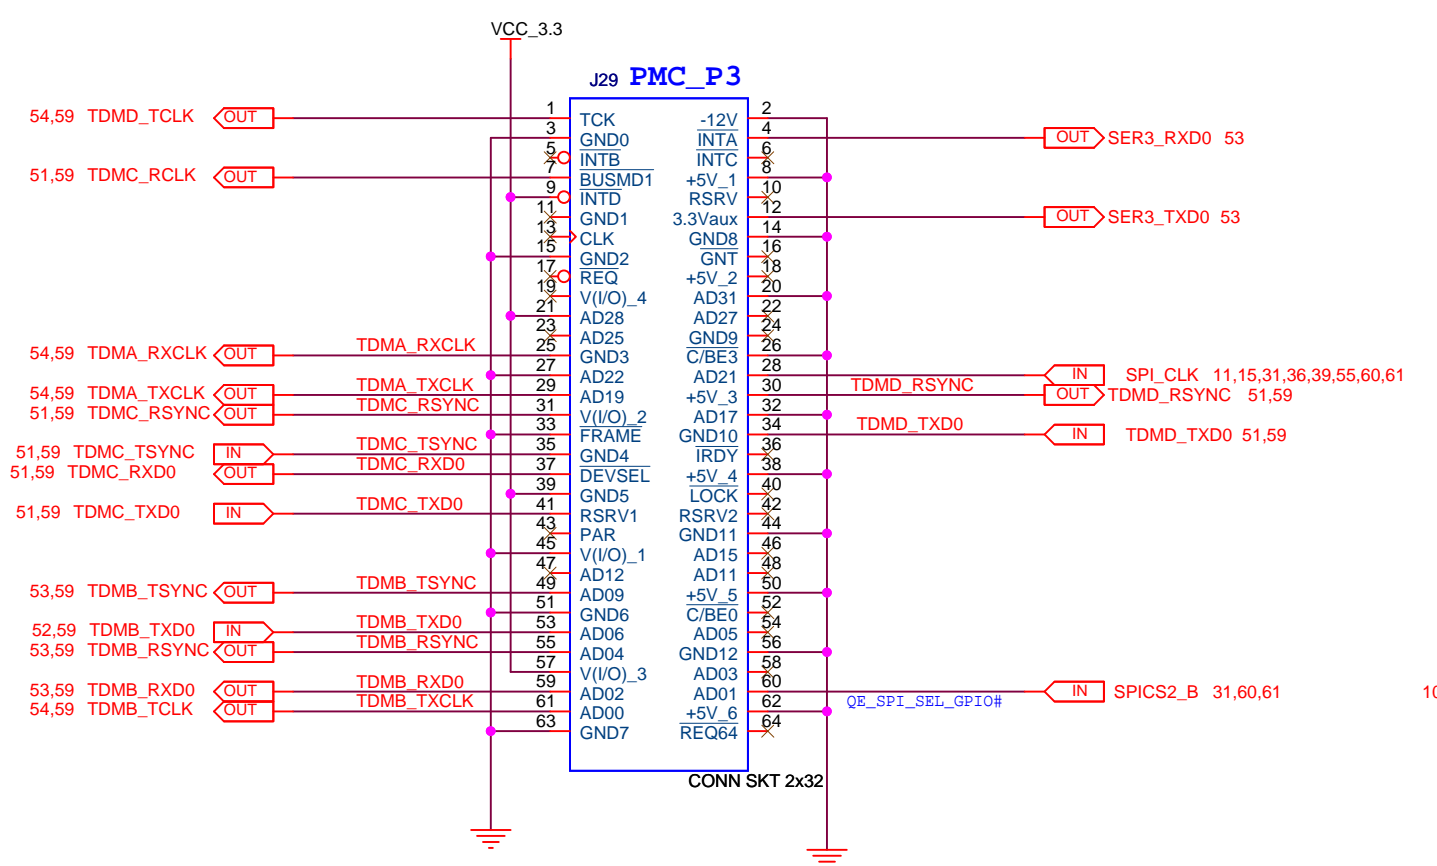 VCC_3.3
J29 PMC_P3
54,59 TDMD_TCLK OUT 1 TCK -12V 2
3 GND0 INTA 4 OUT SER3_RXD0 53
5 INTB INTC 6
51,59 TDMC_RCLK OUT 7 BUSMD1 +5V_1 8
9 INTD RSRV 10
11 GND1 3.3Vaux 12 OUT SER3_TXD0 53
13 CLK GND8 14
15 GND2 GNT 16
17 REQ +5V_2 18
19 V(I/O)_4 AD31 20
21 AD28 AD27 22
23 AD25 GND9 24
54,59 TDMA_RXCLK OUT TDMA_RXCLK 25 GND3 C/BE3 26
27 AD22 AD21 28 IN SPI_CLK 11,15,31,36,39,55,60,61
54,59 TDMA_TXCLK OUT TDMA_TXCLK 29 AD19 +5V_3 30 TDMD_RSYNC OUT TDMD_RSYNC 51,59
51,59 TDMC_RSYNC OUT TDMC_RSYNC 31 V(I/O)_2 AD17 32
33 FRAME GND10 34 TDMD_TXD0 IN TDMD_TXD0 51,59
51,59 TDMC_TSYNC IN TDMC_TSYNC 35 GND4 IRDY 36
51,59 TDMC_RXD0 OUT TDMC_RXD0 37 DEVSEL +5V_4 38
39 GND5 LOCK 40
51,59 TDMC_TXD0 IN TDMC_TXD0 41 RSRV1 RSRV2 42
43 PAR GND11 44
45 V(I/O)_1 AD15 46
47 AD12 AD11 48
53,59 TDMB_TSYNC OUT TDMB_TSYNC 49 AD09 +5V_5 50
51 GND6 C/BE0 52
52,59 TDMB_TXD0 IN TDMB_TXD0 53 AD06 AD05 54
53,59 TDMB_RSYNC OUT TDMB_RSYNC 55 AD04 GND12 56
57 V(I/O)_3 AD03 58
53,59 TDMB_RXD0 OUT TDMB_RXD0 59 AD02 AD01 60 IN SPICS2_B 31,60,61 10
54,59 TDMB_TCLK OUT TDMB_TXCLK 61 AD00 +5V_6 62 QE_SPI_SEL_GPIO#
63 GND7 REQ64 64
CONN SKT 2x32